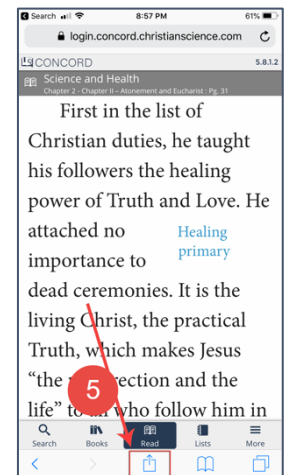 Search 8:57 PM 61%
login.concord.christianscience.com
CONCORD 5.8.1.2
Science and Health
Chapter 2 - Chapter II – Atonement and Eucharist : Pg. 31
First in the list of
Christian duties, he taught
his followers the healing
power of Truth and Love. He
attached no Healing
importance to primary
dead ceremonies. It is the
living Christ, the practical
Truth, which makes Jesus
“the rection and the
5
life” to who follow him in
Search Books Read Lists More